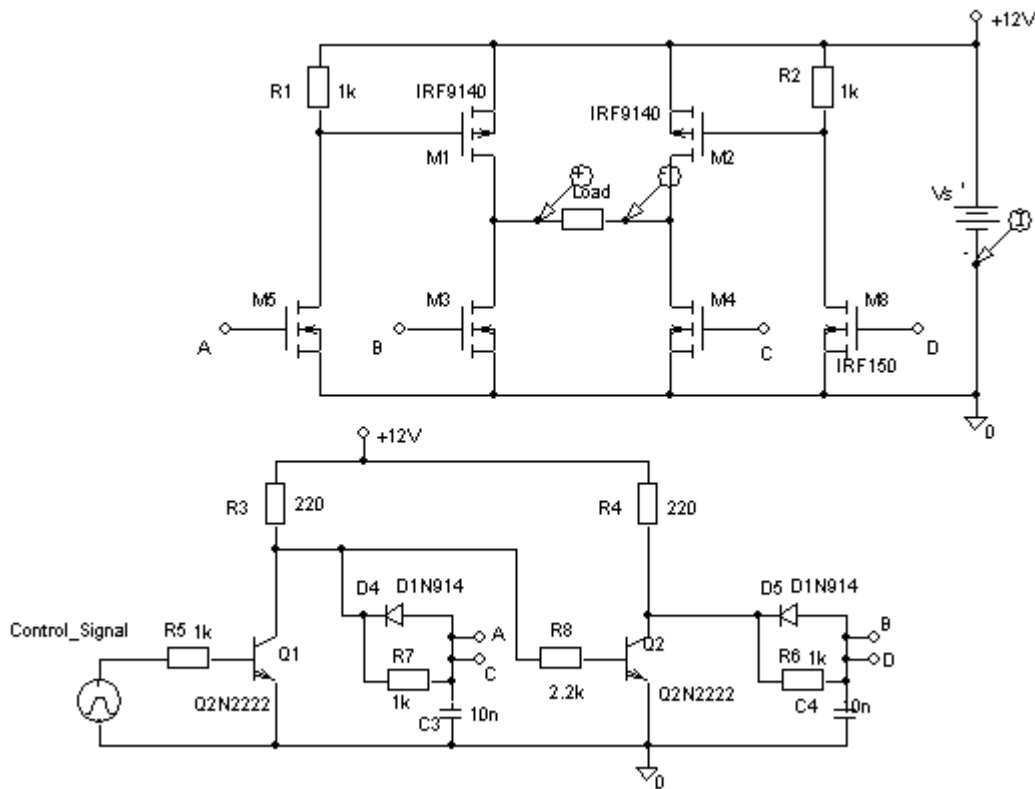 +12V
R1
1k
IRF9140
IRF9140
R2
1k
M1
M2
+
-
Load
Vs
I
M5
M3
M4
M8
A
B
C
D
IRF150
0
+12V
R3
220
R4
220
D4
D1N914
D5
D1N914
Control_Signal
R5
1k
Q1
A
R8
Q2
B
R7
C
R6
1k
D
Q2N2222
1k
C3
10n
2.2k
Q2N2222
C4
10n
0